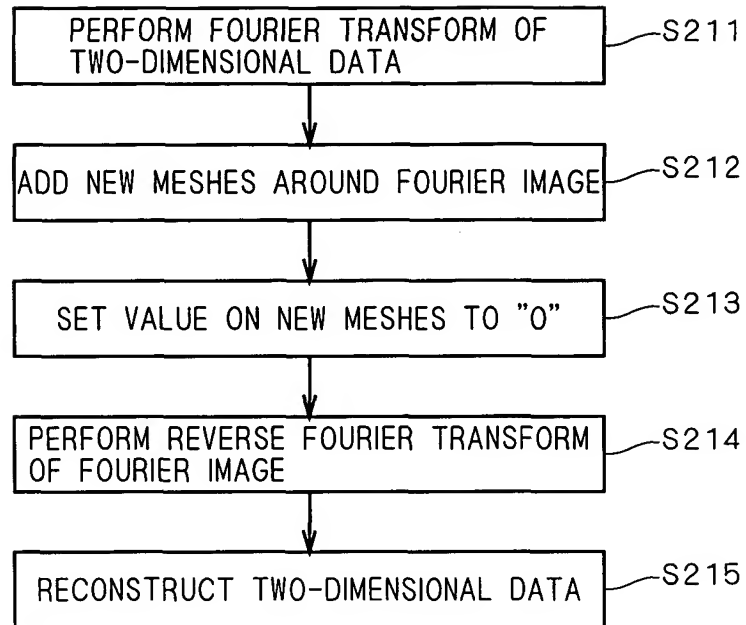 PERFORM FOURIER TRANSFORM OF
TWO-DIMENSIONAL DATA
S211
ADD NEW MESHES AROUND FOURIER IMAGE
S212
SET VALUE ON NEW MESHES TO "0"
S213
PERFORM REVERSE FOURIER TRANSFORM
OF FOURIER IMAGE
S214
RECONSTRUCT TWO-DIMENSIONAL DATA
S215